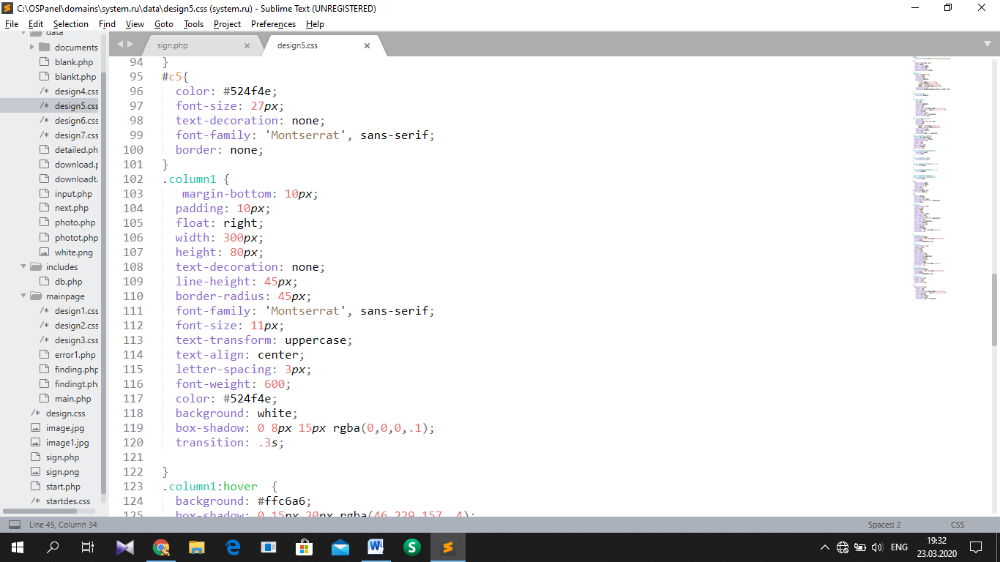 C:\OSPanel\domains\system.ru\data\design5.css (system.ru) - Sublime Text (UNREGISTERED)
File Edit Selection Find View Goto Tools Project Preferences Help
sign.php
design5.css
data
documents
blank.php
blankt.php
design4.css
design5.css
design6.css
design7.css
detailed.ph
download.p
downloadt.
input.php
next.php
photo.php
photot.php
white.png
includes
db.php
mainpage
design1.css
design2.css
design3.css
error1.php
finding.php
findingt.php
main.php
design.css
image.jpg
image1.jpg
sign.php
sign.png
start.php
startdes.css
94 }
95 #c5{
96 color: #524f4e;
97 font-size: 27px;
98 text-decoration: none;
99 font-family: 'Montserrat', sans-serif;
100 border: none;
101 }
102 .column1 {
103 margin-bottom: 10px;
104 padding: 10px;
105 float: right;
106 width: 300px;
107 height: 80px;
108 text-decoration: none;
109 line-height: 45px;
110 border-radius: 45px;
111 font-family: 'Montserrat', sans-serif;
112 font-size: 11px;
113 text-transform: uppercase;
114 text-align: center;
115 letter-spacing: 3px;
116 font-weight: 600;
117 color: #524f4e;
118 background: white;
119 box-shadow: 0 8px 15px rgba(0,0,0,.1);
120 transition: .3s;
121
122 }
123 .column1:hover {
124 background: #ffc6a6;
125 box-shadow: 0 15px 20px rgba(46,229,157,.4);
Line 45, Column 34
Spaces: 2
CSS
ENG
19:32
23.03.2020